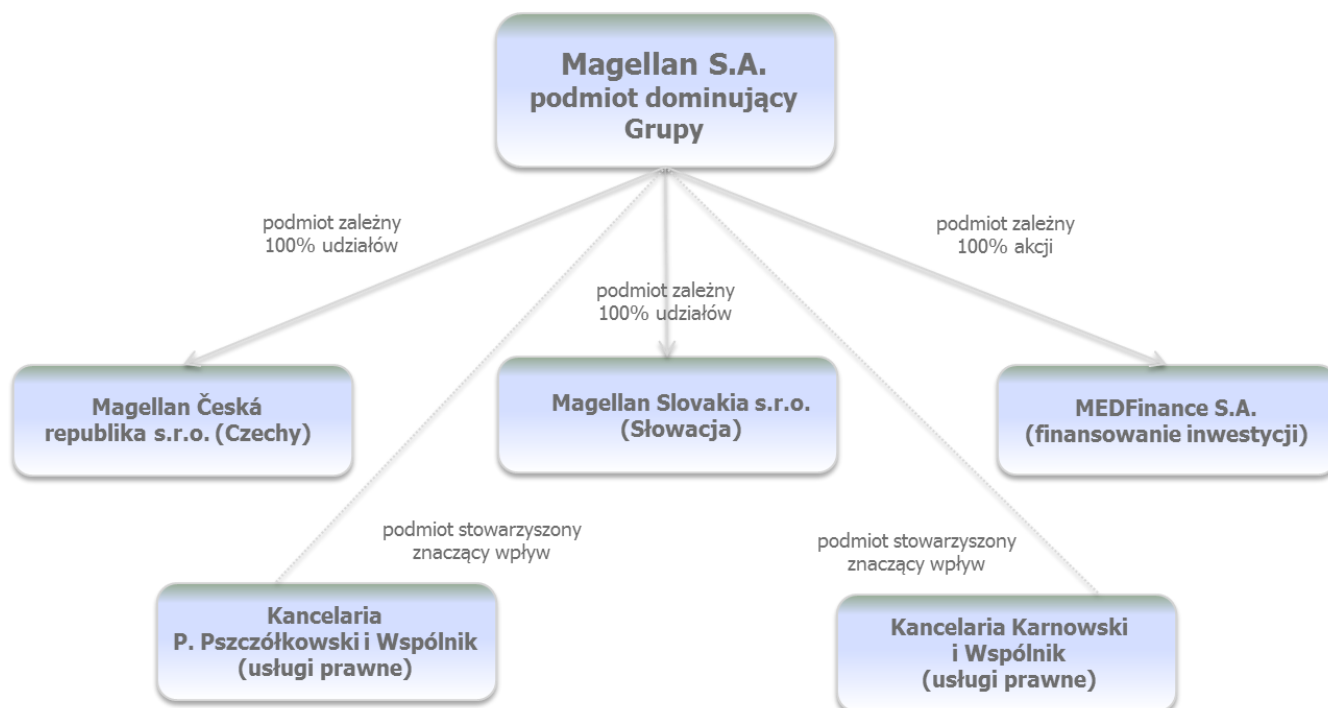 Magellan S.A.
podmiot dominujący
Grupy
podmiot zależny
100% udziałów
podmiot zależny
100% udziałów
podmiot zależny
100% akcji
Magellan Česká
republika s.r.o. (Czechy)
Magellan Slovakia s.r.o.
(Słowacja)
MEDFinance S.A.
(finansowanie inwestycji)
podmiot stowarzyszony
znaczący wpływ
podmiot stowarzyszony
znaczący wpływ
Kancelaria
P. Pszczółkowski i Wspólnik
(usługi prawne)
Kancelaria Karnowski
i Wspólnik
(usługi prawne)